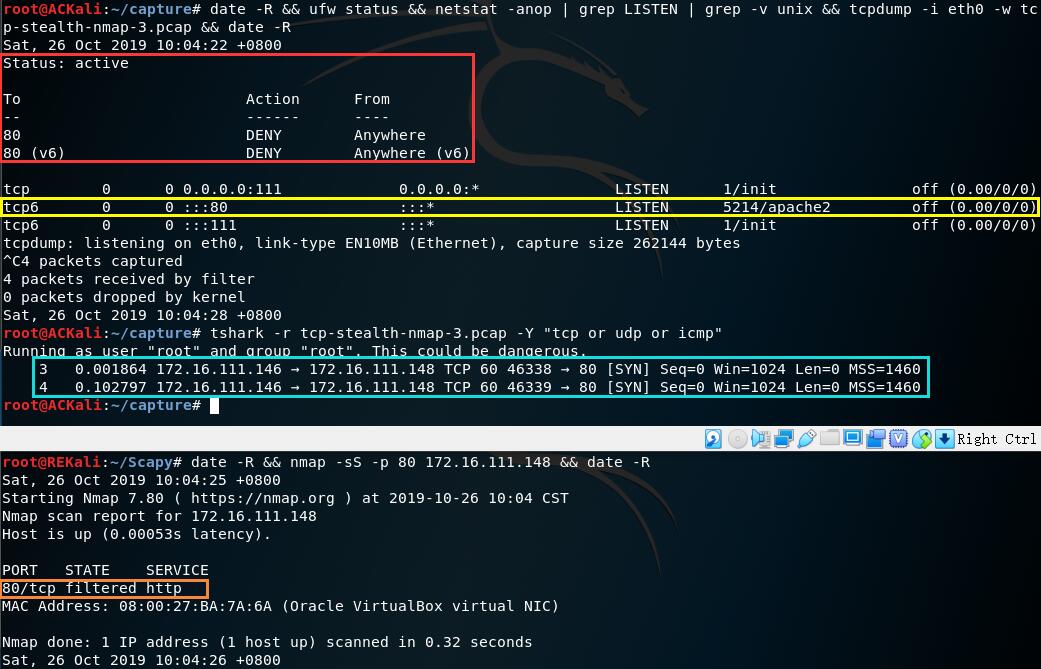 root@ACKali:~/capture# date -R && ufw status && netstat -anop | grep LISTEN | grep -v unix && tcpdump -i eth0 -w tc
p-stealth-nmap-3.pcap && date -R
Sat, 26 Oct 2019 10:04:22 +0800
Status: active
To Action From
-- ------ ----
80 DENY Anywhere
80 (v6) DENY Anywhere (v6)
tcp 0 0 0.0.0.0:111 0.0.0.0:* LISTEN 1/init off (0.00/0/0)
tcp6 0 0 :::80 :::* LISTEN 5214/apache2 off (0.00/0/0)
tcp6 0 0 :::111 :::* LISTEN 1/init off (0.00/0/0)
tcpdump: listening on eth0, link-type EN10MB (Ethernet), capture size 262144 bytes
^C4 packets captured
4 packets received by filter
0 packets dropped by kernel
Sat, 26 Oct 2019 10:04:28 +0800
root@ACKali:~/capture# tshark -r tcp-stealth-nmap-3.pcap -Y "tcp or udp or icmp"
Running as user "root" and group "root". This could be dangerous.
3 0.001864 172.16.111.146 → 172.16.111.148 TCP 60 46338 → 80 [SYN] Seq=0 Win=1024 Len=0 MSS=1460
4 0.102797 172.16.111.146 → 172.16.111.148 TCP 60 46339 → 80 [SYN] Seq=0 Win=1024 Len=0 MSS=1460
root@ACKali:~/capture#
Right Ctrl
root@REKali:~/Scapy# date -R && nmap -sS -p 80 172.16.111.148 && date -R
Sat, 26 Oct 2019 10:04:25 +0800
Starting Nmap 7.80 ( https://nmap.org ) at 2019-10-26 10:04 CST
Nmap scan report for 172.16.111.148
Host is up (0.00053s latency).
PORT STATE SERVICE
80/tcp filtered http
MAC Address: 08:00:27:BA:7A:6A (Oracle VirtualBox virtual NIC)
Nmap done: 1 IP address (1 host up) scanned in 0.32 seconds
Sat, 26 Oct 2019 10:04:26 +0800